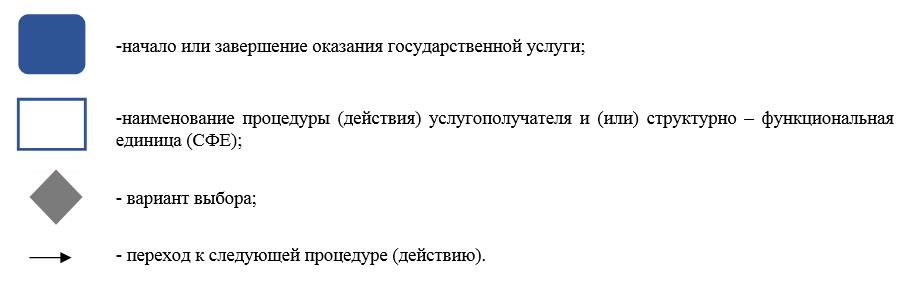 -начало или завершение оказания государственной услуги;
-наименование процедуры (действия) услугополучателя и (или) структурно – функциональная
единица (СФЕ);
- вариант выбора;
- переход к следующей процедуре (действию).